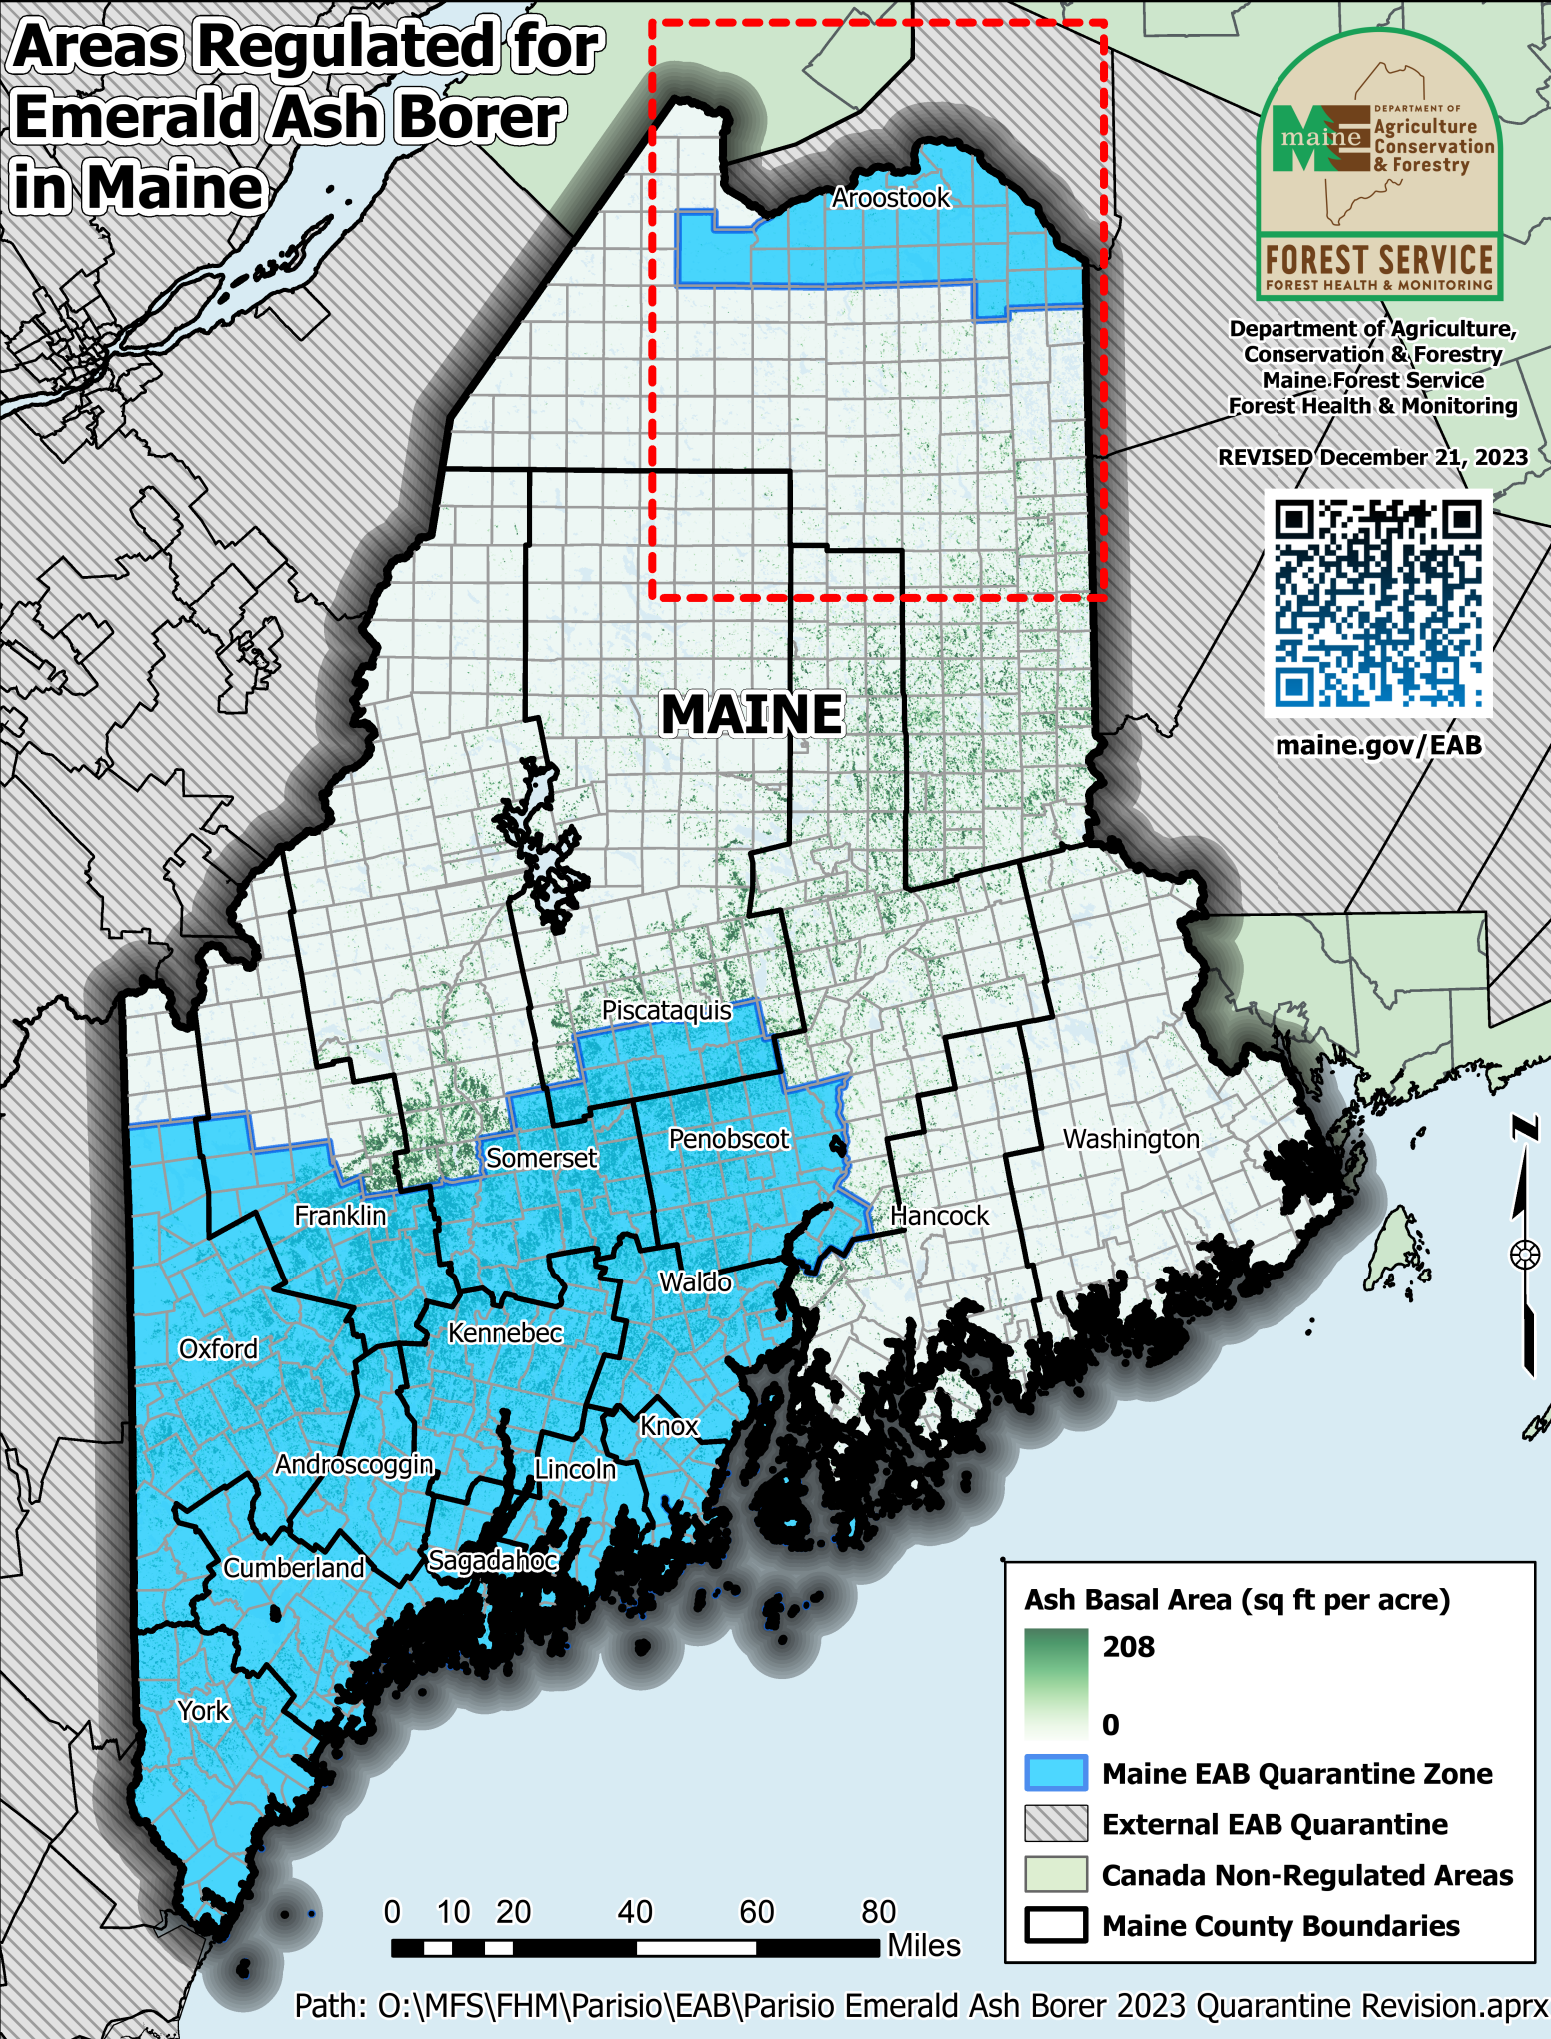 Areas Regulated for
Emerald Ash Borer
in Maine
maine
DEPARTMENT OF
Agriculture
Conservation
& Forestry
FOREST SERVICE
FOREST HEALTH & MONITORING
Department of Agriculture,
Conservation & Forestry
Maine Forest Service
Forest Health & Monitoring
REVISED December 21, 2023
maine.gov/EAB
Aroostook
MAINE
Piscataquis
Penobscot
Somerset
Washington
Franklin
Hancock
Waldo
Kennebec
Oxford
Knox
Androscoggin
Lincoln
Cumberland
Sagadahoc
York
N
Ash Basal Area (sq ft per acre)
208
0
Maine EAB Quarantine Zone
External EAB Quarantine
Canada Non-Regulated Areas
Maine County Boundaries
0 10 20 40 60 80
Miles
Path: O:\MFS\FHM\Parisio\EAB\Parisio Emerald Ash Borer 2023 Quarantine Revision.aprx